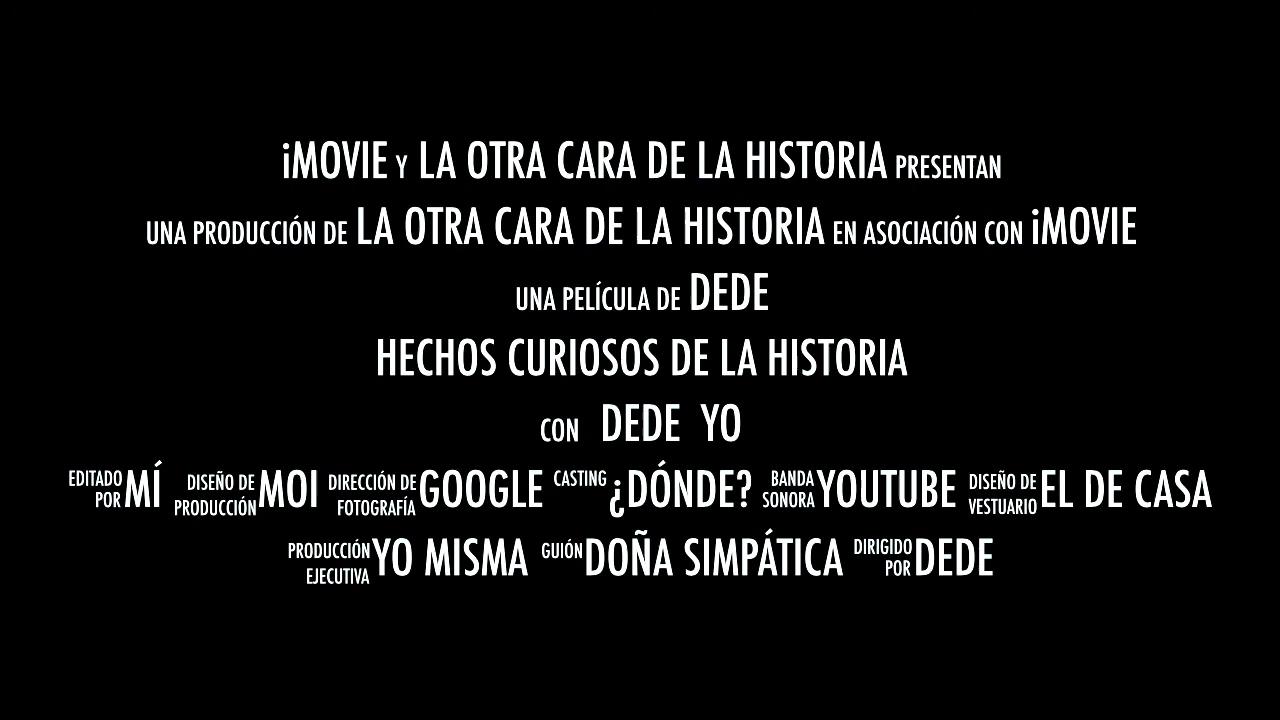 iMOVIE Y LA OTRA CARA DE LA HISTORIA PRESENTAN
UNA PRODUCCIÓN DE LA OTRA CARA DE LA HISTORIA EN ASOCIACIÓN CON iMOVIE
UNA PELÍCULA DE DEDE
HECHOS CURIOSOS DE LA HISTORIA
CON DEDE YO
EDITADO POR MÍ DISEÑO DE PRODUCCIÓN MOI DIRECCIÓN DE FOTOGRAFÍA GOOGLE CASTING ¿DÓNDE? BANDA SONORA YOUTUBE DISEÑO DE VESTUARIO EL DE CASA
PRODUCCIÓN EJECUTIVA YO MISMA GUIÓN DOÑA SIMPÁTICA DIRIGIDO POR DEDE